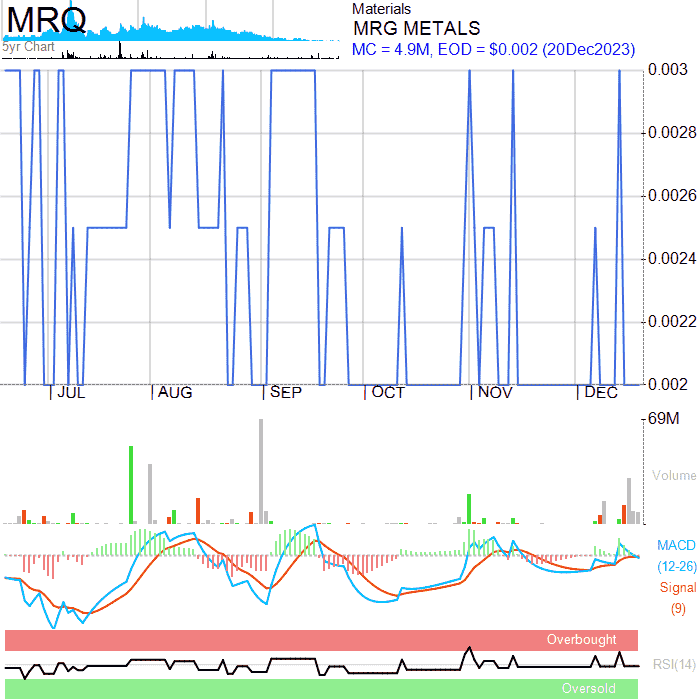 MRQ
5yr Chart
Materials
MRG METALS
MC = 4.9M, EOD = $0.002 (20Dec2023)
0.003
0.0028
0.0026
0.0024
0.0022
0.002
JUL AUG SEP OCT NOV DEC
69M
Volume
MACD
(12-26)
Signal
(9)
Overbought
RSI(14)
Oversold